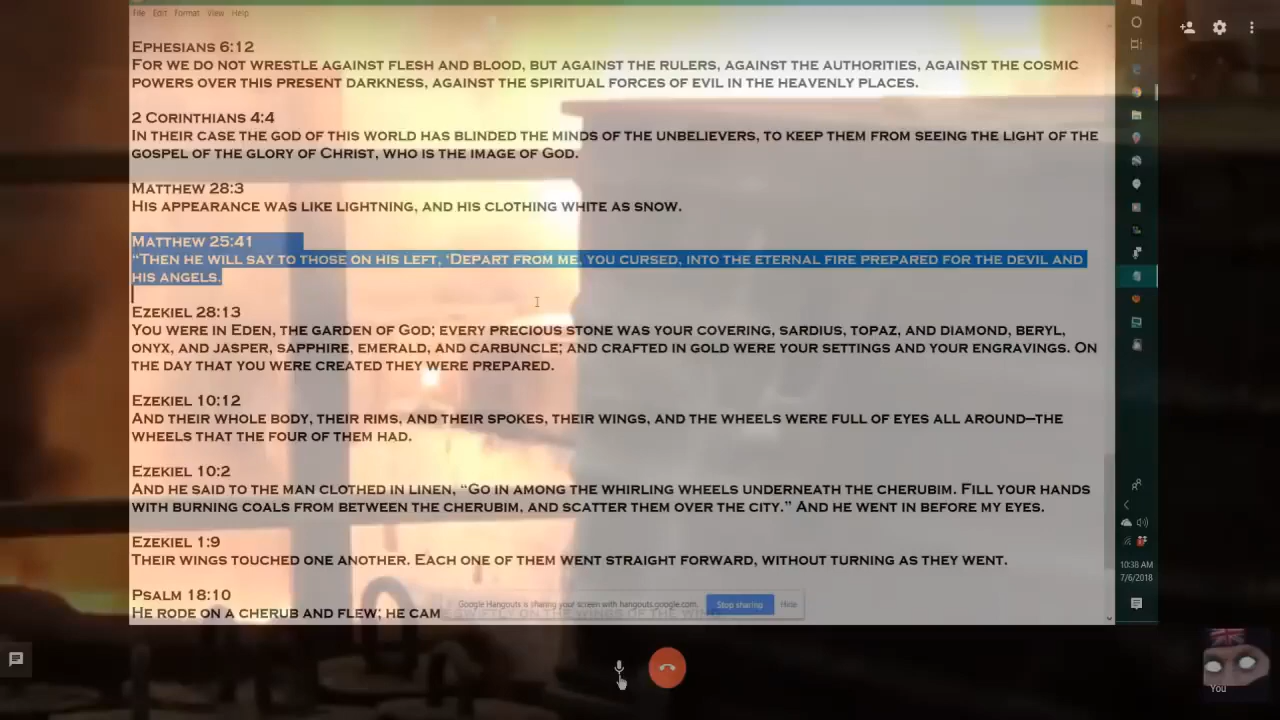 File Edit Format View Help
EPHESIANS 6:12
FOR WE DO NOT WRESTLE AGAINST FLESH AND BLOOD, BUT AGAINST THE RULERS, AGAINST THE AUTHORITIES, AGAINST THE COSMIC
POWERS OVER THIS PRESENT DARKNESS, AGAINST THE SPIRITUAL FORCES OF EVIL IN THE HEAVENLY PLACES.
2 CORINTHIANS 4:4
IN THEIR CASE THE GOD OF THIS WORLD HAS BLINDED THE MINDS OF THE UNBELIEVERS, TO KEEP THEM FROM SEEING THE LIGHT OF THE
GOSPEL OF THE GLORY OF CHRIST, WHO IS THE IMAGE OF GOD.
MATTHEW 28:3
HIS APPEARANCE WAS LIKE LIGHTNING, AND HIS CLOTHING WHITE AS SNOW.
MATTHEW 25:41
“THEN HE WILL SAY TO THOSE ON HIS LEFT, ‘DEPART FROM ME, YOU CURSED, INTO THE ETERNAL FIRE PREPARED FOR THE DEVIL AND
HIS ANGELS.
EZEKIEL 28:13
YOU WERE IN EDEN, THE GARDEN OF GOD; EVERY PRECIOUS STONE WAS YOUR COVERING, SARDIUS, TOPAZ, AND DIAMOND, BERYL,
ONYX, AND JASPER, SAPPHIRE, EMERALD, AND CARBUNCLE; AND CRAFTED IN GOLD WERE YOUR SETTINGS AND YOUR ENGRAVINGS. ON
THE DAY THAT YOU WERE CREATED THEY WERE PREPARED.
EZEKIEL 10:12
AND THEIR WHOLE BODY, THEIR RIMS, AND THEIR SPOKES, THEIR WINGS, AND THE WHEELS WERE FULL OF EYES ALL AROUND—THE
WHEELS THAT THE FOUR OF THEM HAD.
EZEKIEL 10:2
AND HE SAID TO THE MAN CLOTHED IN LINEN, “GO IN AMONG THE WHIRLING WHEELS UNDERNEATH THE CHERUBIM. FILL YOUR HANDS
WITH BURNING COALS FROM BETWEEN THE CHERUBIM, AND SCATTER THEM OVER THE CITY.” AND HE WENT IN BEFORE MY EYES.
EZEKIEL 1:9
THEIR WINGS TOUCHED ONE ANOTHER. EACH ONE OF THEM WENT STRAIGHT FORWARD, WITHOUT TURNING AS THEY WENT.
PSALM 18:10
HE RODE ON A CHERUB AND FLEW; HE CAM
Google Hangouts is sharing your screen with hangouts.google.com.
Stop sharing
Hide
10:38 AM
7/6/2018
You